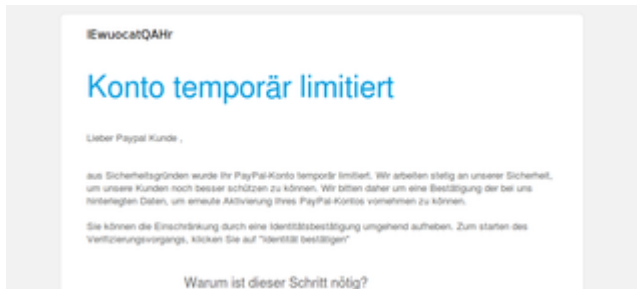 lEwuocatQAHr
Konto temporär limitiert
Lieber Paypal Kunde ,
aus Sicherheitsgründen wurde Ihr PayPal-Konto temporär limitiert. Wir arbeiten stetig an unserer Sicherheit,
um unsere Kunden noch besser schützen zu können. Wir bitten daher um eine Bestätigung der bei uns
hinterlegten Daten, um erneute Aktivierung Ihres PayPal-Kontos vornehmen zu können.
Sie können die Einschränkung durch eine Identitätsbestätigung umgehend aufheben. Zum starten des
Verifizierungsvorgangs, klicken Sie auf "Identität bestätigen"
Warum ist dieser Schritt nötig?